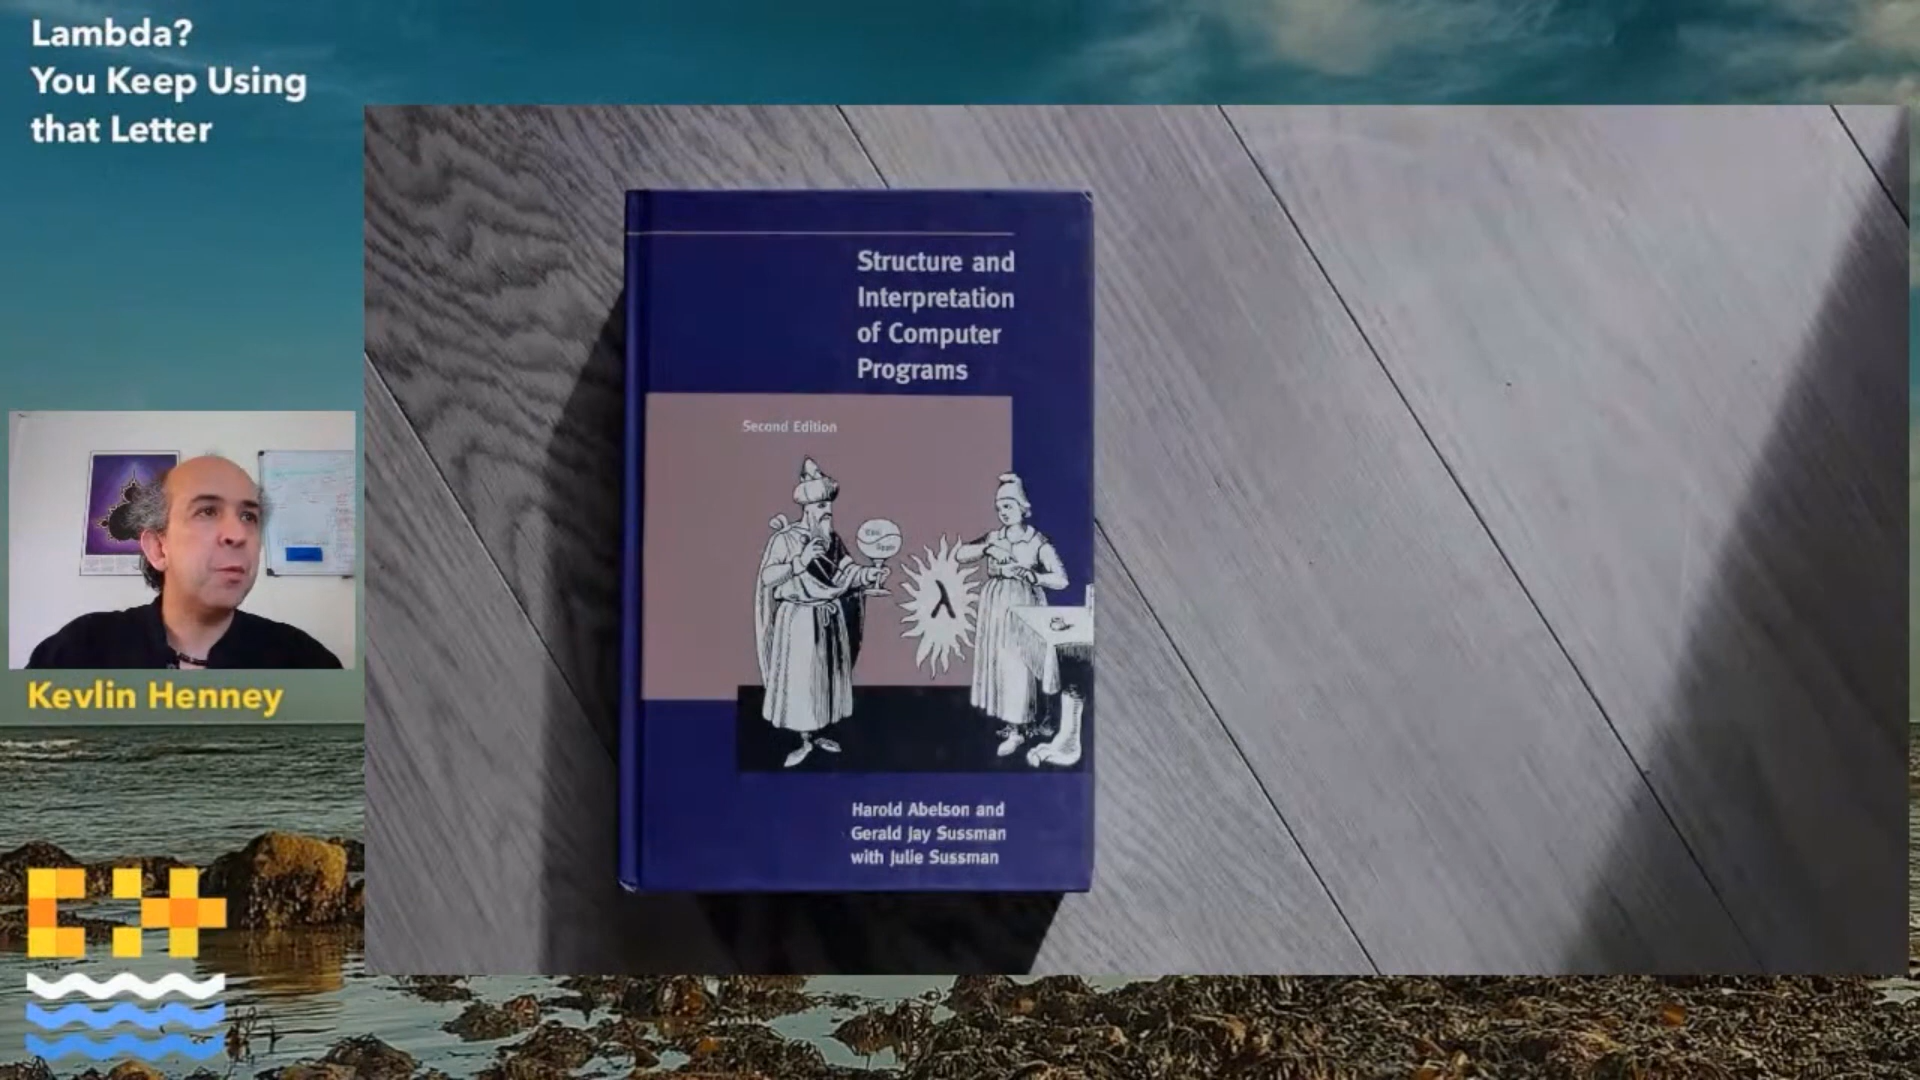 Lambda?
You Keep Using
that Letter
Structure and
Interpretation
of Computer
Programs
Second Edition
λ
Kevlin Henney
Harold Abelson and
Gerald Jay Sussman
with Julie Sussman